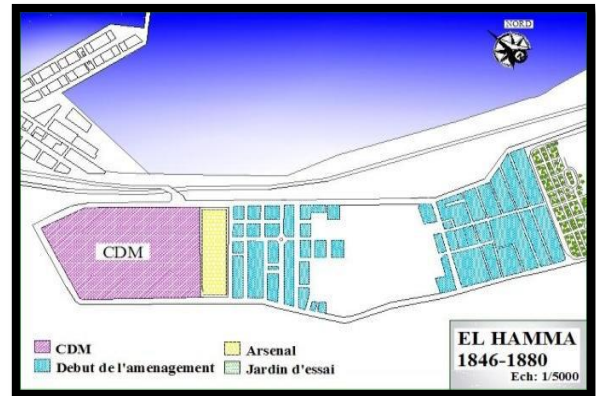 NORD
CDM
CDM
Arsenal
Debut de l'amenagement
Jardin d'essai
EL HAMMA
1846-1880
Ech: 1/5000